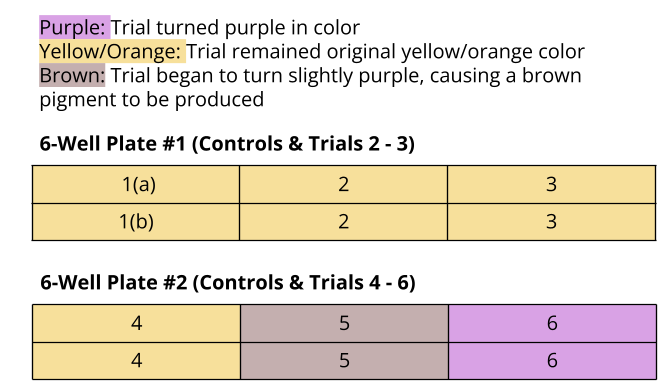 Purple: Trial turned purple in color
Yellow/Orange: Trial remained original yellow/orange color
Brown: Trial began to turn slightly purple, causing a brown
pigment to be produced
6-Well Plate #1 (Controls & Trials 2 - 3)
1(a) 2 3
1(b) 2 3
6-Well Plate #2 (Controls & Trials 4 - 6)
4 5 6
4 5 6